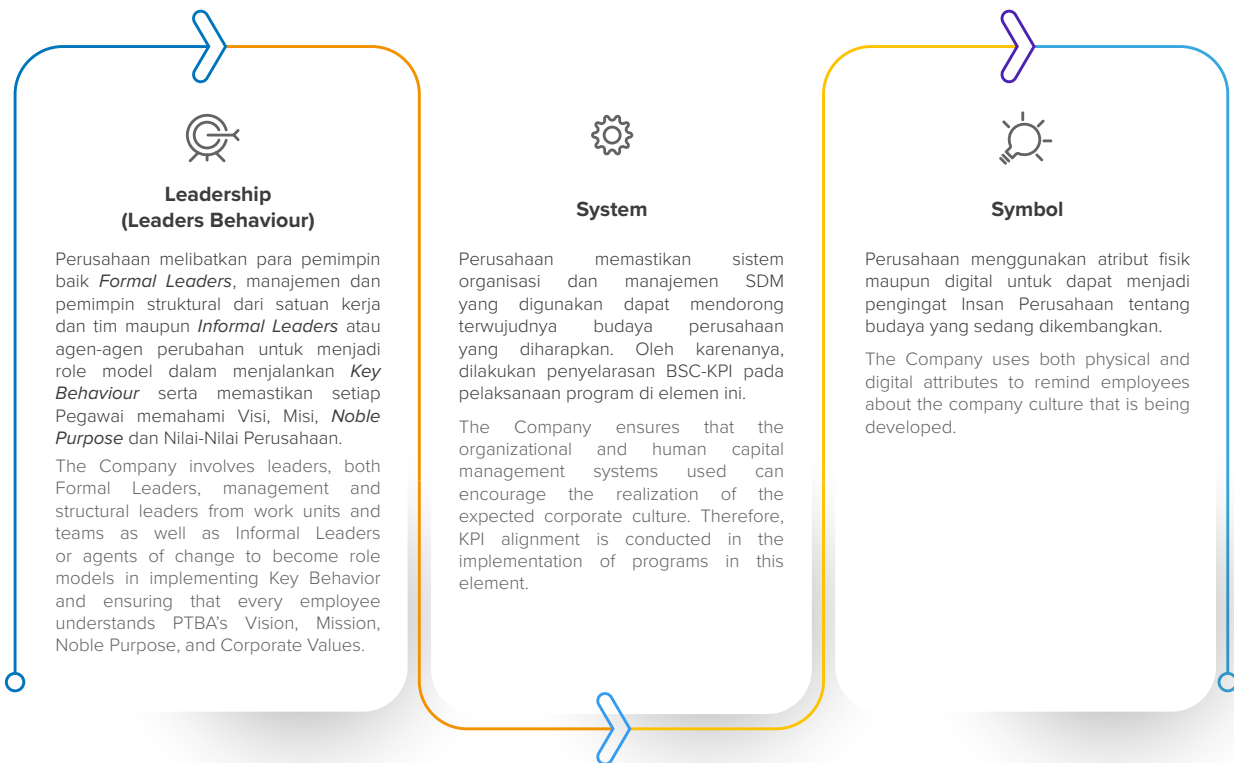 Leadership
(Leaders Behaviour)
Perusahaan melibatkan para pemimpin
baik Formal Leaders, manajemen dan
pemimpin struktural dari satuan kerja
dan tim maupun Informal Leaders atau
agen-agen perubahan untuk menjadi
role model dalam menjalankan Key
Behaviour serta memastikan setiap
Pegawai memahami Visi, Misi, Noble
Purpose dan Nilai-Nilai Perusahaan.
The Company involves leaders, both
Formal Leaders, management and
structural leaders from work units and
teams as well as Informal Leaders
or agents of change to become role
models in implementing Key Behavior
and ensuring that every employee
understands PTBA’s Vision, Mission,
Noble Purpose, and Corporate Values.
System
Perusahaan memastikan sistem
organisasi dan manajemen SDM
yang digunakan dapat mendorong
terwujudnya budaya perusahaan
yang diharapkan. Oleh karenanya,
dilakukan penyelarasan BSC-KPI pada
pelaksanaan program di elemen ini.
The Company ensures that the
organizational and human capital
management systems used can
encourage the realization of the
expected corporate culture. Therefore,
KPI alignment is conducted in the
implementation of programs in this
element.
Symbol
Perusahaan menggunakan atribut fisik
maupun digital untuk dapat menjadi
pengingat Insan Perusahaan tentang
budaya yang sedang dikembangkan.
The Company uses both physical and
digital attributes to remind employees
about the company culture that is being
developed.